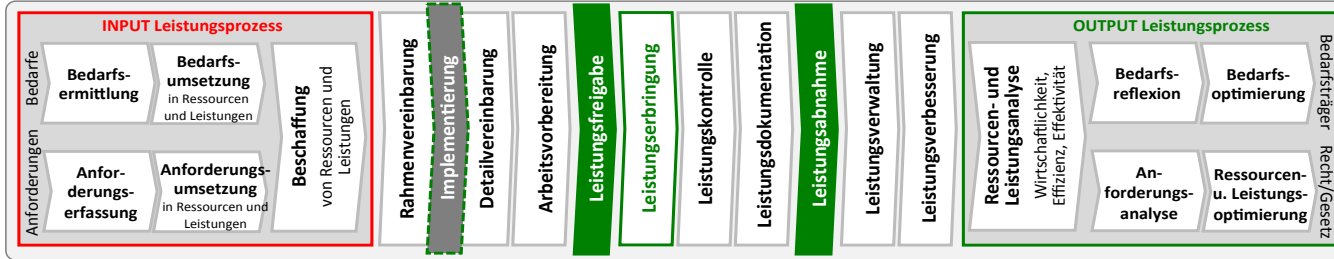 INPUT Leistungsprozess
Bedarfe
Bedarfs-
ermittlung
Bedarfs-
umsetzung
in Ressourcen
und Leistungen
Anforderungen
Anfor-
derungs-
erfassung
Anforderungs-
umsetzung
in Ressourcen und
Leistungen
Beschaffung
von Ressourcen und
Leistungen
Rahmenvereinbarung
Implementierung
Detailvereinbarung
Arbeitsvorbereitung
Leistungsfreigabe
Leistungserbringung
Leistungskontrolle
Leistungsdokumentation
Leistungsabnahme
Leistungsverwaltung
Leistungsverbesserung
OUTPUT Leistungsprozess
Ressourcen- und
Leistungsanalyse
Wirtschaftlichkeit,
Effizienz, Effektivität
Bedarfs-
reflexion
Bedarfs-
optimierung
Bedarfsträger
An-
forderungs-
analyse
Ressourcen-
u. Leistungs-
optimierung
Recht/Gesetz